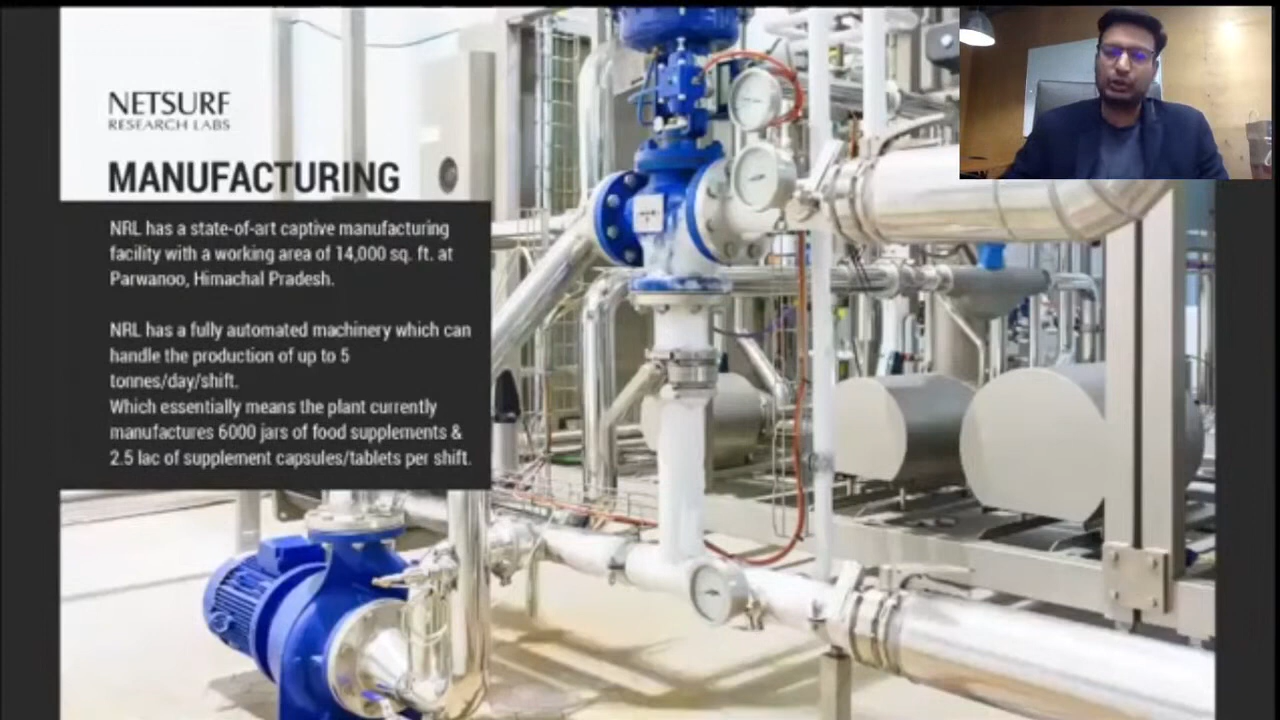 NETSURF
RESEARCH LABS
MANUFACTURING
NRL has a state-of-art captive manufacturing
facility with a working area of 14,000 sq. ft. at
Parwanoo, Himachal Pradesh.
NRL has a fully automated machinery which can
handle the production of up to 5
tonnes/day/shift.
Which essentially means the plant currently
manufactures 6000 jars of food supplements &
2.5 lac of supplement capsules/tablets per shift.